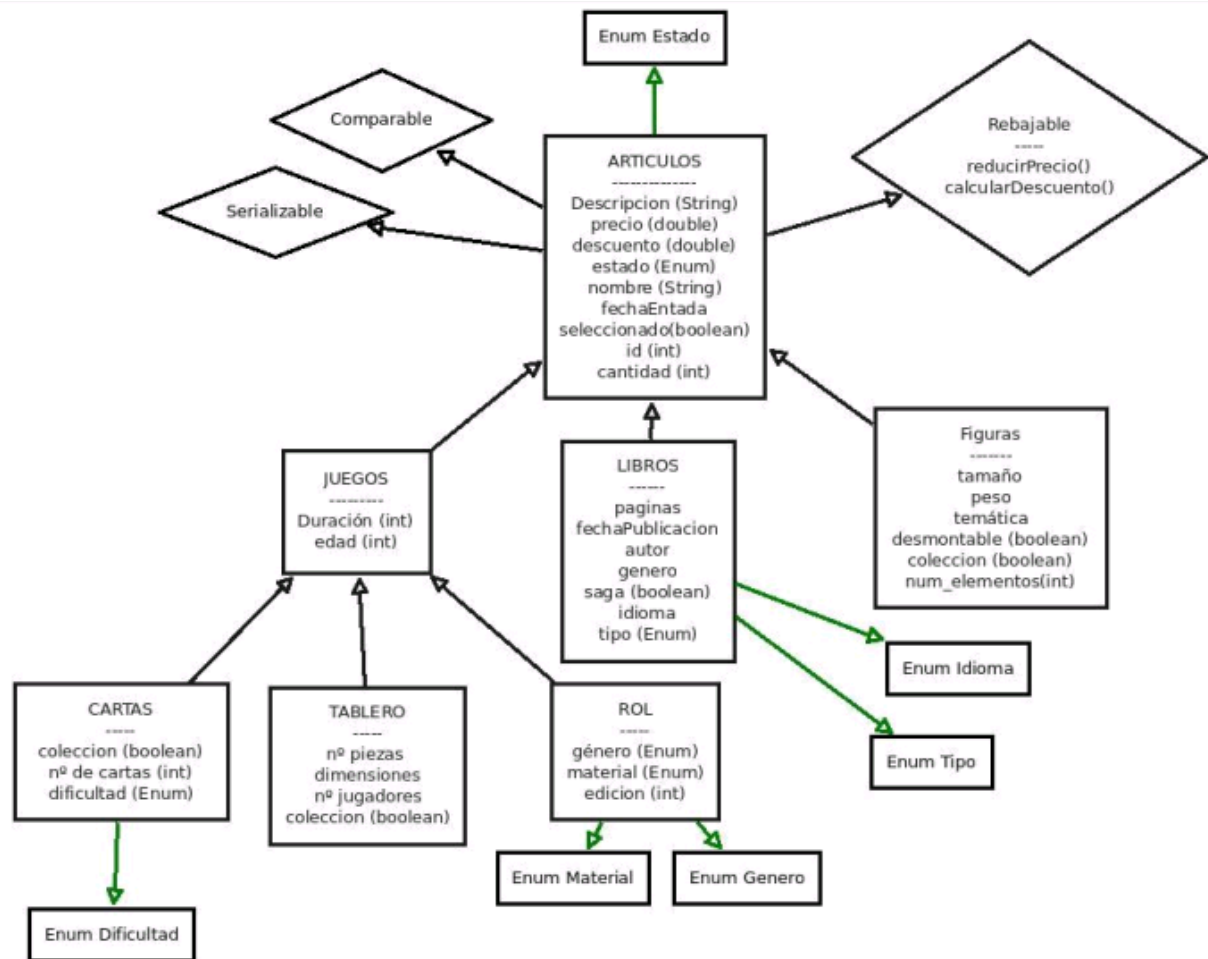 Enum Estado
Comparable
Serializable
Rebajable
-----
reducirPrecio()
calcularDescuento()
ARTICULOS
---------------
Descripcion (String)
precio (double)
descuento (double)
estado (Enum)
nombre (String)
fechaEntada
seleccionado(boolean)
id (int)
cantidad (int)
JUEGOS
---------
Duración (int)
edad (int)
LIBROS
------
paginas
fechaPublicacion
autor
genero
saga (boolean)
idioma
tipo (Enum)
Figuras
-------
tamaño
peso
temática
desmontable (boolean)
coleccion (boolean)
num_elementos(int)
Enum Idioma
Enum Tipo
CARTAS
-----
coleccion (boolean)
nº de cartas (int)
dificultad (Enum)
TABLERO
-----
nº piezas
dimensiones
nº jugadores
coleccion (boolean)
ROL
-----
género (Enum)
material (Enum)
edicion (int)
Enum Material
Enum Genero
Enum Dificultad